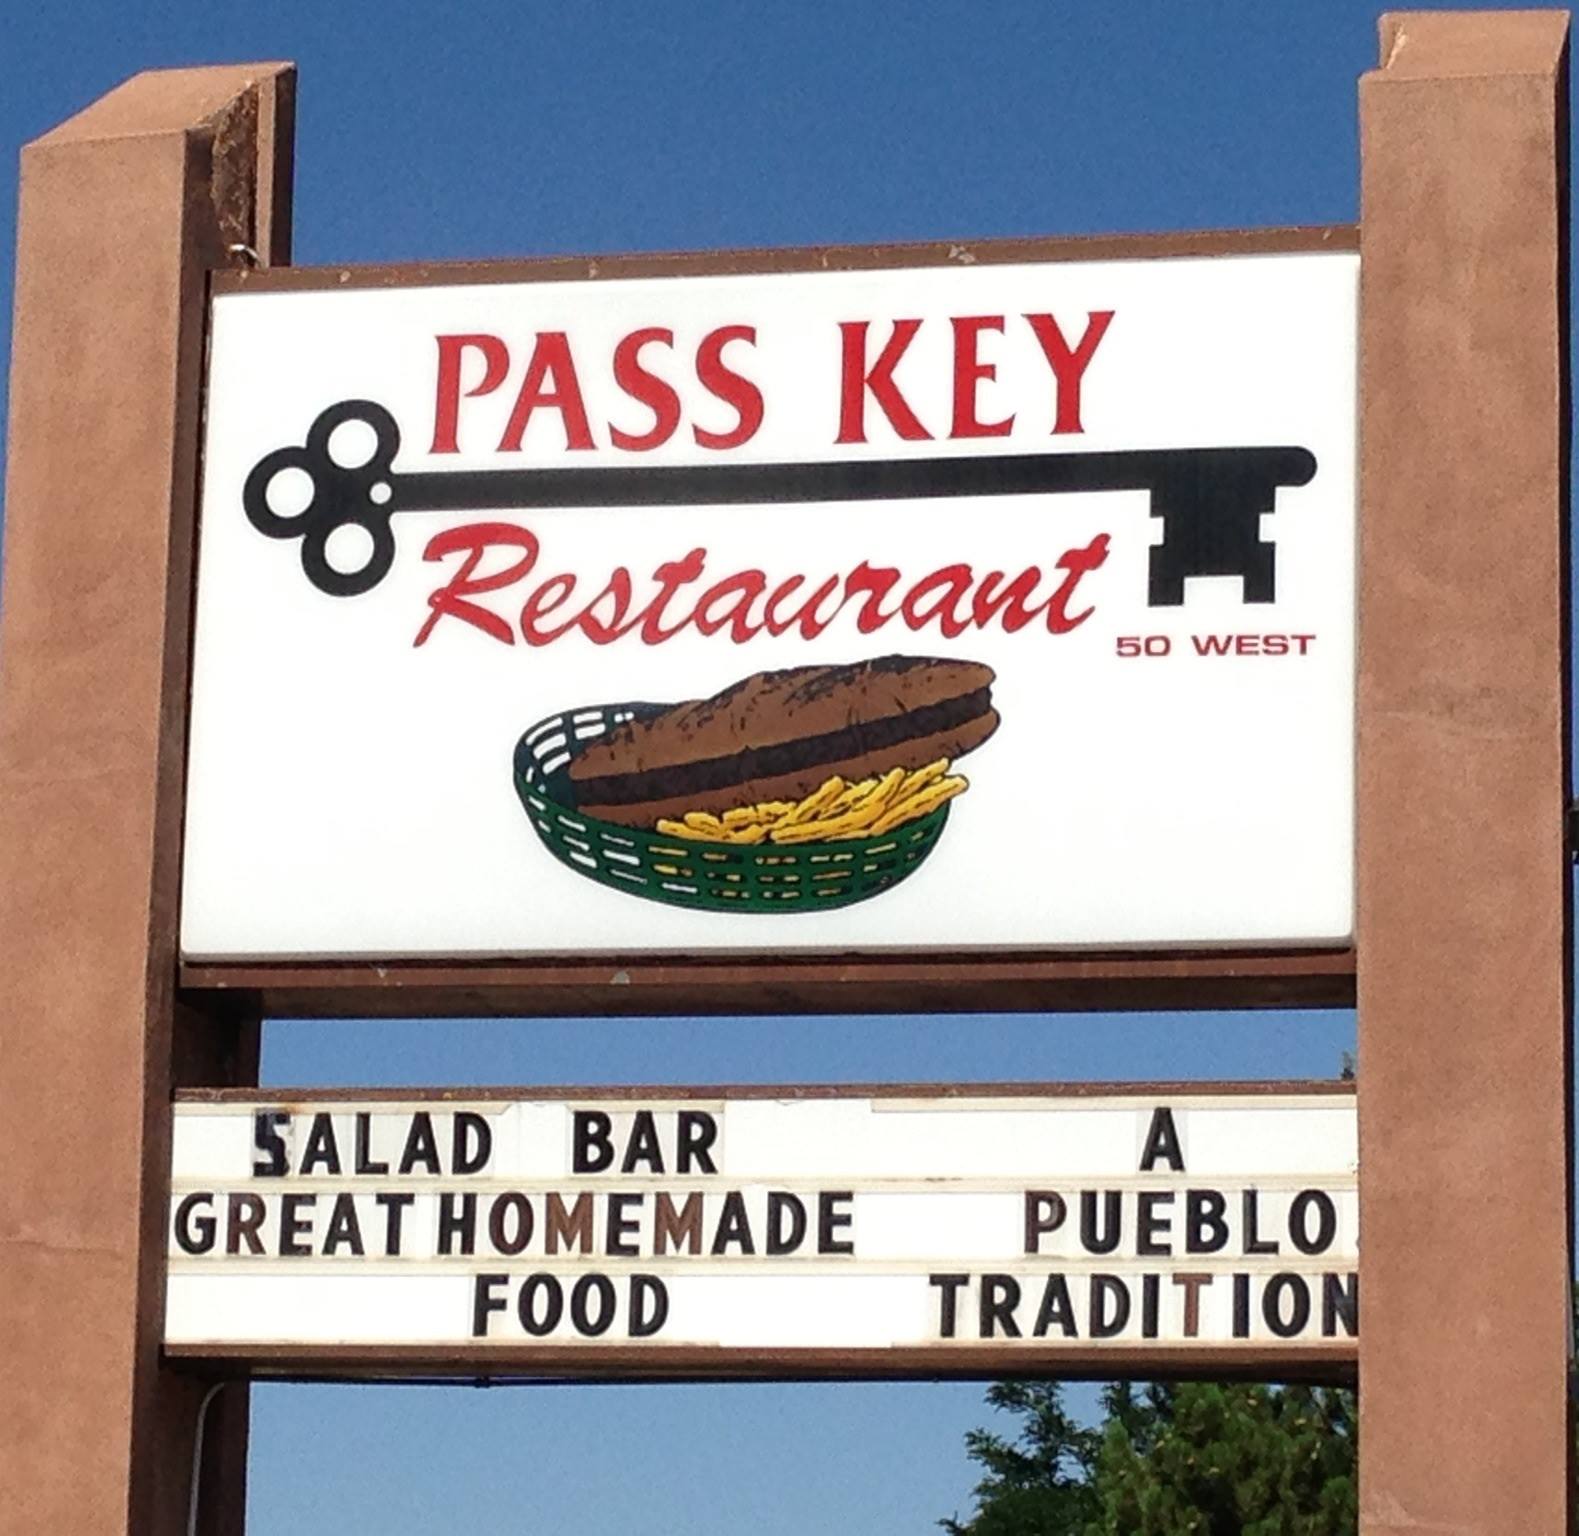 PASS KEY
Restaurant
50 WEST
SALAD BAR A
GREAT HOMEMADE PUEBLO
FOOD TRADITION